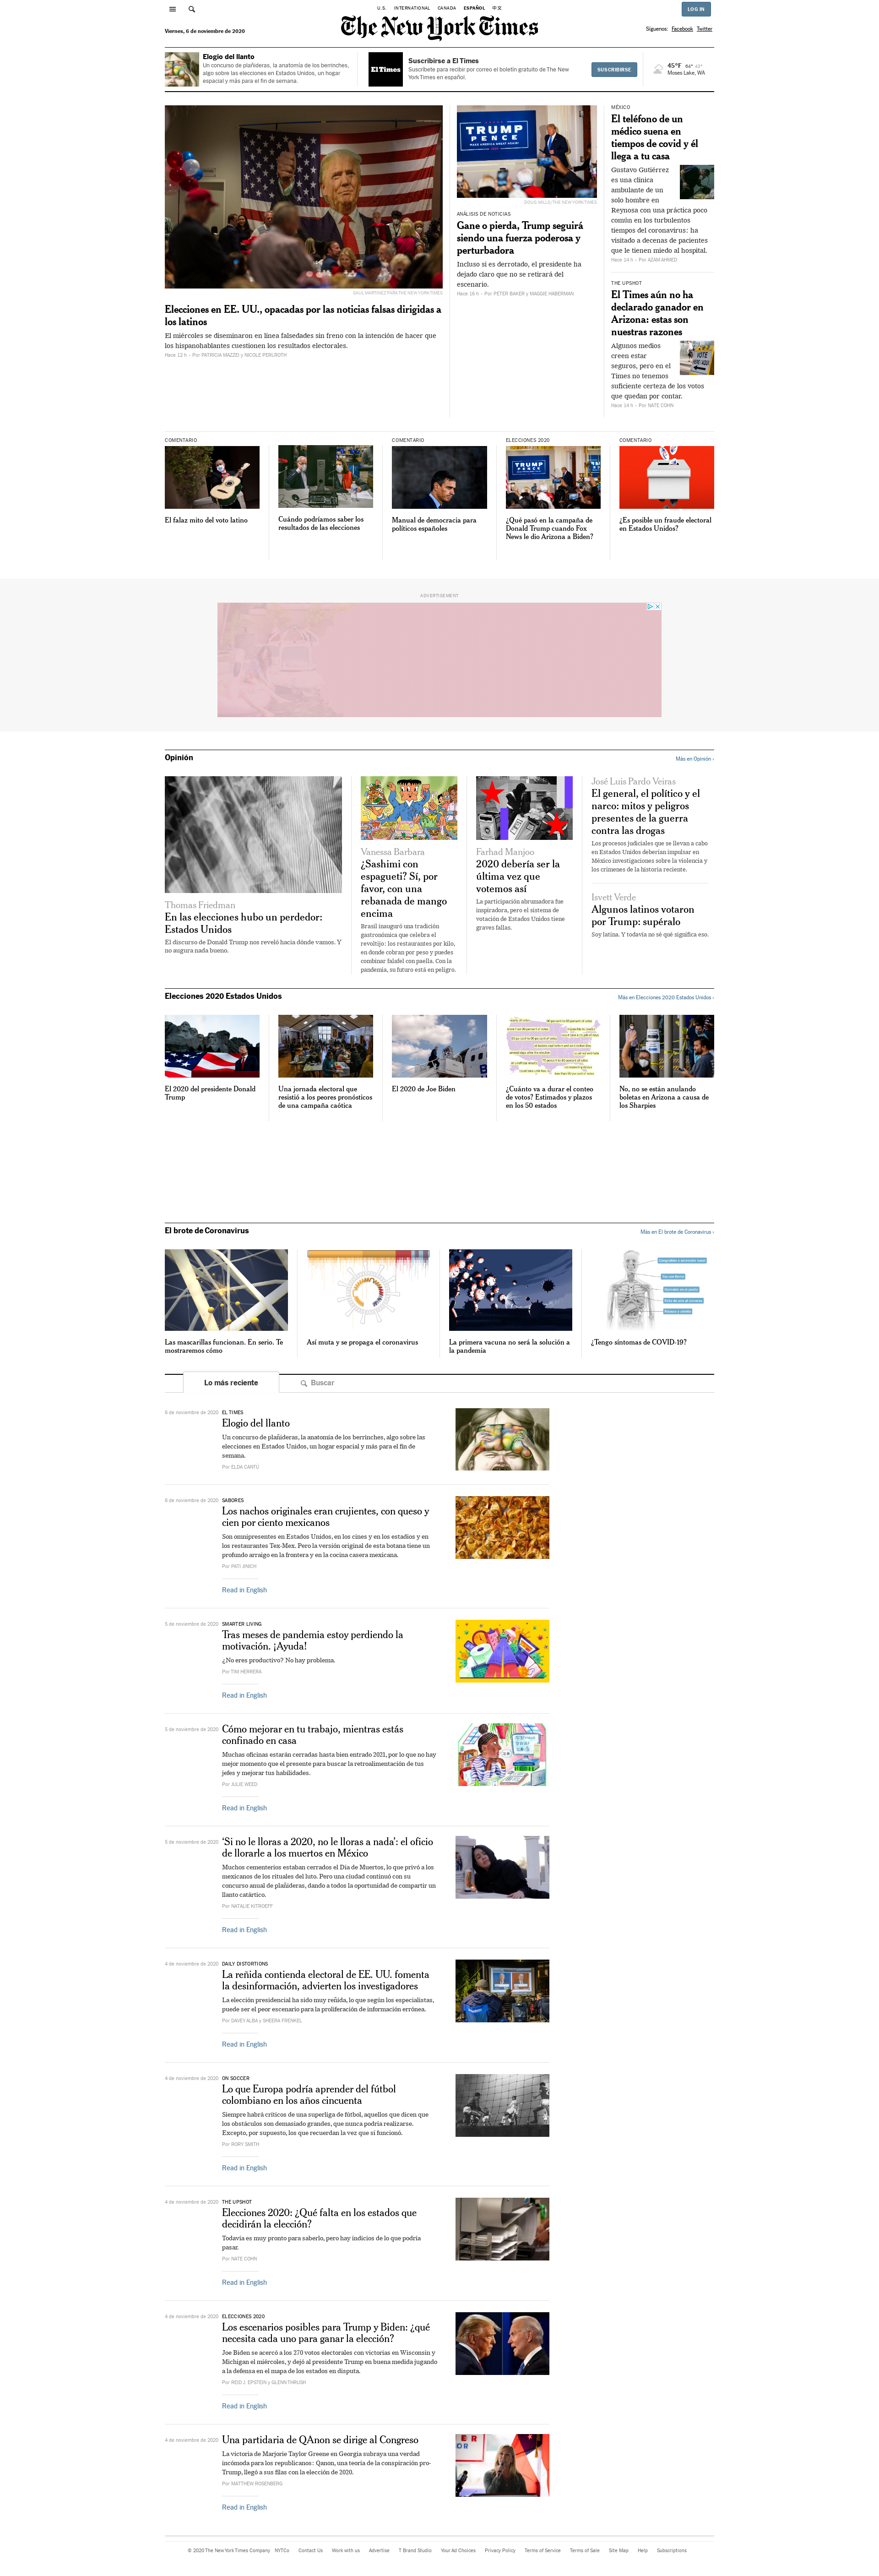 U.S. INTERNATIONAL CANADA ESPAÑOL 中文
LOG IN
The New York Times
Viernes, 6 de noviembre de 2020
Síguenos: Facebook Twitter
Elogio del llanto
Un concurso de plañideras, la anatomía de los berrinches,
algo sobre las elecciones en Estados Unidos, un hogar
espacial y más para el fin de semana.
El Times
Suscribirse a El Times
Suscríbete para recibir por correo el boletín gratuito de The New
York Times en español.
SUSCRIBIRSE
45°F
Moses Lake, WA
SAUL MARTINEZ PARA THE NEW YORK TIMES
Elecciones en EE. UU., opacadas por las noticias falsas dirigidas a
los latinos
El miércoles se diseminaron en línea falsedades sin freno con la intención de hacer que
los hispanohablantes cuestionen los resultados electorales.
Hace 12 h - Por PATRICIA MAZZEI y NICOLE PERLROTH
TRUMP
PENCE
DOUG MILLS/THE NEW YORK TIMES
ANÁLISIS DE NOTICIAS
Gane o pierda, Trump seguirá
siendo una fuerza poderosa y
perturbadora
Incluso si es derrotado, el presidente ha
dejado claro que no se retirará del
escenario.
Hace 16 h - Por PETER BAKER y MAGGIE HABERMAN
MÉXICO
El teléfono de un
médico suena en
tiempos de covid y él
llega a tu casa
Gustavo Gutiérrez
es una clínica
ambulante de un
solo hombre en
Reynosa con una práctica poco
común en los turbulentos
tiempos del coronavirus: ha
visitado a decenas de pacientes
que le tienen miedo al hospital.
Hace 14 h - Por AZAM AHMED
THE UPSHOT
El Times aún no ha
declarado ganador en
Arizona: estas son
nuestras razones
Algunos medios
creen estar
seguros, pero en el
Times no tenemos
suficiente certeza de los votos
que quedan por contar.
Hace 14 h - Por NATE COHN
VOTE
COMENTARIO
El falaz mito del voto latino
Cuándo podríamos saber los
resultados de las elecciones
COMENTARIO
Manual de democracia para
políticos españoles
ELECCIONES 2020
TRUMP
¿Qué pasó en la campaña de
Donald Trump cuando Fox
News le dio Arizona a Biden?
COMENTARIO
¿Es posible un fraude electoral
en Estados Unidos?
ADVERTISEMENT
Opinión
Más en Opinión ›
Thomas Friedman
En las elecciones hubo un perdedor:
Estados Unidos
El discurso de Donald Trump nos reveló hacia dónde vamos. Y
no augura nada bueno.
Vanessa Barbara
¿Sashimi con
espagueti? Sí, por
favor, con una
rebanada de mango
encima
Brasil inauguró una tradición
gastronómica que celebra el
revoltijo: los restaurantes por kilo,
en donde cobran por peso y puedes
combinar falafel con paella. Con la
pandemia, su futuro está en peligro.
Farhad Manjoo
2020 debería ser la
última vez que
votemos así
La participación abrumadora fue
inspiradora, pero el sistema de
votación de Estados Unidos tiene
graves fallas.
José Luis Pardo Veiras
El general, el político y el
narco: mitos y peligros
presentes de la guerra
contra las drogas
Los procesos judiciales que se llevan a cabo
en Estados Unidos deberían impulsar en
México investigaciones sobre la violencia y
los crímenes de la historia reciente.
Isvett Verde
Algunos latinos votaron
por Trump: supéralo
Soy latina. Y todavía no sé qué significa eso.
Elecciones 2020 Estados Unidos
Más en Elecciones 2020 Estados Unidos ›
El 2020 del presidente Donald
Trump
Una jornada electoral que
resistió a los peores pronósticos
de una campaña caótica
El 2020 de Joe Biden
¿Cuánto va a durar el conteo
de votos? Estimados y plazos
en los 50 estados
No, no se están anulando
boletas en Arizona a causa de
los Sharpies
El brote de Coronavirus
Más en El brote de Coronavirus ›
Las mascarillas funcionan. En serio. Te
mostraremos cómo
Así muta y se propaga el coronavirus
La primera vacuna no será la solución a
la pandemia
¿Tengo síntomas de COVID-19?
Lo más reciente
Buscar
6 de noviembre de 2020
EL TIMES
Elogio del llanto
Un concurso de plañideras, la anatomía de los berrinches, algo sobre las
elecciones en Estados Unidos, un hogar espacial y más para el fin de
semana.
Por ELDA CANTÚ
6 de noviembre de 2020
SABORES
Los nachos originales eran crujientes, con queso y
cien por ciento mexicanos
Son omnipresentes en Estados Unidos, en los cines y en los estadios y en
los restaurantes Tex-Mex. Pero la versión original de esta botana tiene un
profundo arraigo en la frontera y en la cocina casera mexicana.
Por PATI JINICH
Read in English
5 de noviembre de 2020
SMARTER LIVING
Tras meses de pandemia estoy perdiendo la
motivación. ¡Ayuda!
¿No eres productivo? No hay problema.
Por TIM HERRERA
Read in English
5 de noviembre de 2020
Cómo mejorar en tu trabajo, mientras estás
confinado en casa
Muchas oficinas estarán cerradas hasta bien entrado 2021, por lo que no hay
mejor momento que el presente para buscar la retroalimentación de tus
jefes y mejorar tus habilidades.
Por JULIE WEED
Read in English
5 de noviembre de 2020
'Si no le lloras a 2020, no le lloras a nada': el oficio
de llorarle a los muertos en México
Muchos cementerios estaban cerrados el Día de Muertos, lo que privó a los
mexicanos de los rituales del luto. Pero una ciudad continuó con su
concurso anual de plañideras, dando a todos la oportunidad de compartir un
llanto catártico.
Por NATALIE KITROEFF
Read in English
4 de noviembre de 2020
DAILY DISTORTIONS
La reñida contienda electoral de EE. UU. fomenta
la desinformación, advierten los investigadores
La elección presidencial ha sido muy reñida, lo que según los especialistas,
puede ser el peor escenario para la proliferación de información errónea.
Por DAVEY ALBA y SHEERA FRENKEL
Read in English
4 de noviembre de 2020
ON SOCCER
Lo que Europa podría aprender del fútbol
colombiano en los años cincuenta
Siempre habrá críticos de una superliga de fútbol, aquellos que dicen que
los obstáculos son demasiado grandes, que nunca podría realizarse.
Excepto, por supuesto, los que recuerdan la vez que sí funcionó.
Por RORY SMITH
Read in English
4 de noviembre de 2020
THE UPSHOT
Elecciones 2020: ¿Qué falta en los estados que
decidirán la elección?
Todavía es muy pronto para saberlo, pero hay indicios de lo que podría
pasar.
Por NATE COHN
Read in English
4 de noviembre de 2020
ELECCIONES 2020
Los escenarios posibles para Trump y Biden: ¿qué
necesita cada uno para ganar la elección?
Joe Biden se acercó a los 270 votos electorales con victorias en Wisconsin y
Míchigan el miércoles, y dejó al presidente Trump en buena medida jugando
a la defensa en el mapa de los estados en disputa.
Por REID J. EPSTEIN y GLENN THRUSH
Read in English
4 de noviembre de 2020
Una partidaria de QAnon se dirige al Congreso
La victoria de Marjorie Taylor Greene en Georgia subraya una verdad
incómoda para los republicanos: Qanon, una teoría de la conspiración pro-
Trump, llegó a sus filas con la elección de 2020.
Por MATTHEW ROSENBERG
Read in English
© 2020 The New York Times Company NYTCo Contact Us Work with us Advertise T Brand Studio Your Ad Choices Privacy Policy Terms of Service Terms of Sale Site Map Help Subscriptions